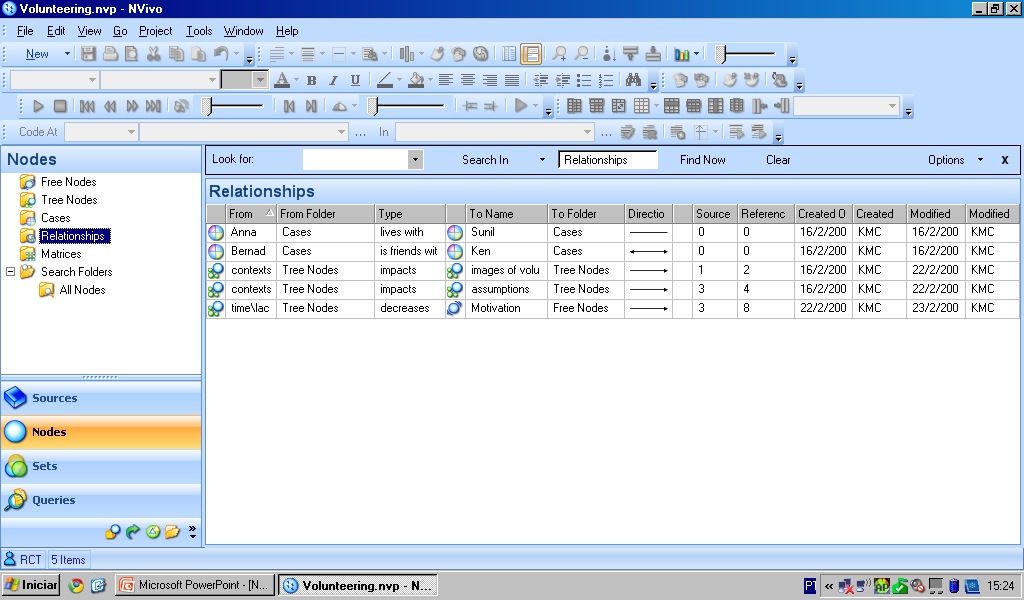 Volunteering.nvp - NVivo
File Edit View Go Project Tools Window Help
New
A B I U
Code At ... In ...
Nodes
Look for: Search In Relationships Find Now Clear Options x
Free Nodes
Tree Nodes
Cases
Relationships
Matrices
Search Folders
All Nodes
Relationships
From From Folder Type To Name To Folder Directio Source Referenc Created O Created Modified Modified
Anna Cases lives with Sunil Cases 0 0 16/2/200 KMC 16/2/200 KMC
Bernad Cases is friends wit Ken Cases 0 0 16/2/200 KMC 16/2/200 KMC
contexts Tree Nodes impacts images of volu Tree Nodes 1 2 16/2/200 KMC 22/2/200 KMC
contexts Tree Nodes impacts assumptions Tree Nodes 3 4 16/2/200 KMC 22/2/200 KMC
time\lac Tree Nodes decreases Motivation Free Nodes 3 8 22/2/200 KMC 23/2/200 KMC
Sources
Nodes
Sets
Queries
RCT 5 Items
Iniciar Microsoft PowerPoint - [N... Volunteering.nvp - N... PT « 15:24